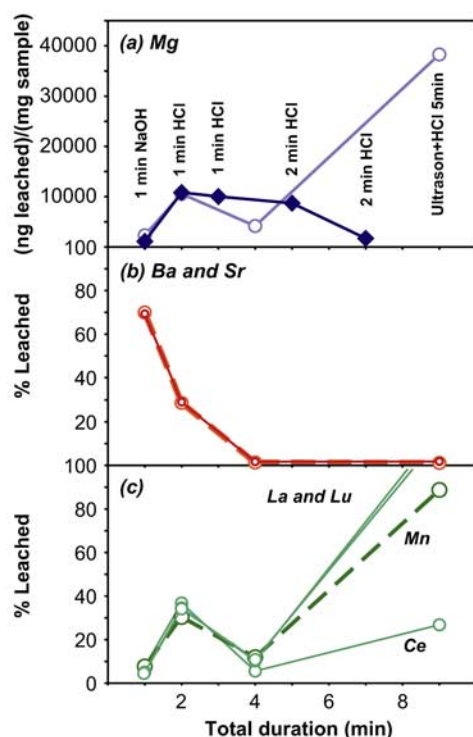 (a) Mg
40000
30000
20000
10000
100
(ng leached)/(mg sample)
1 min NaOH
1 min HCl
1 min HCl
2 min HCl
2 min HCl
Ultrason+HCl 5min
(b) Ba and Sr
80
60
40
20
100
% Leached
(c)
La and Lu
Mn
Ce
80
60
40
20
0
% Leached
2 4 6 8
Total duration (min)